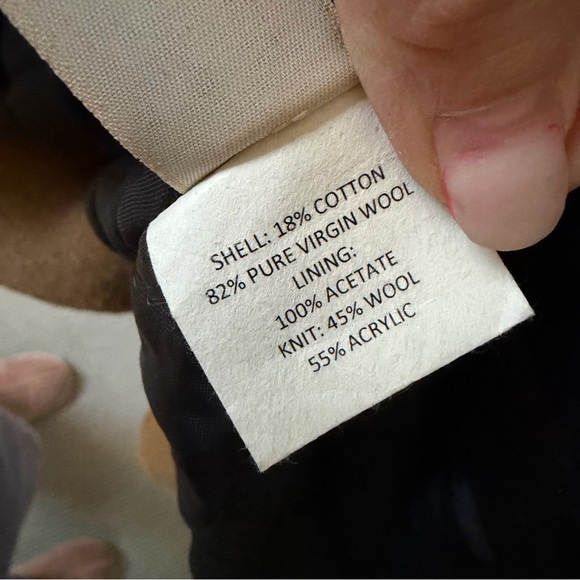 SHELL: 18% COTTON
82% PURE VIRGIN WOOL
LINING:
100% ACETATE
KNIT: 45% WOOL
55% ACRYLIC